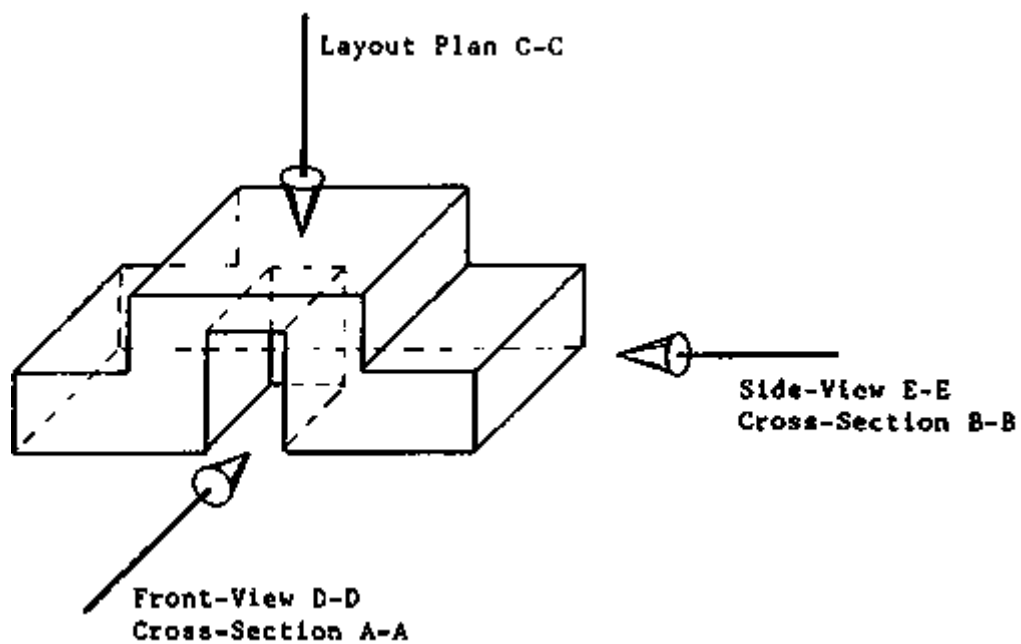 Layout Plan C-C
Side-View E-E
Cross-Section B-B
Front-View D-D
Cross-Section A-A